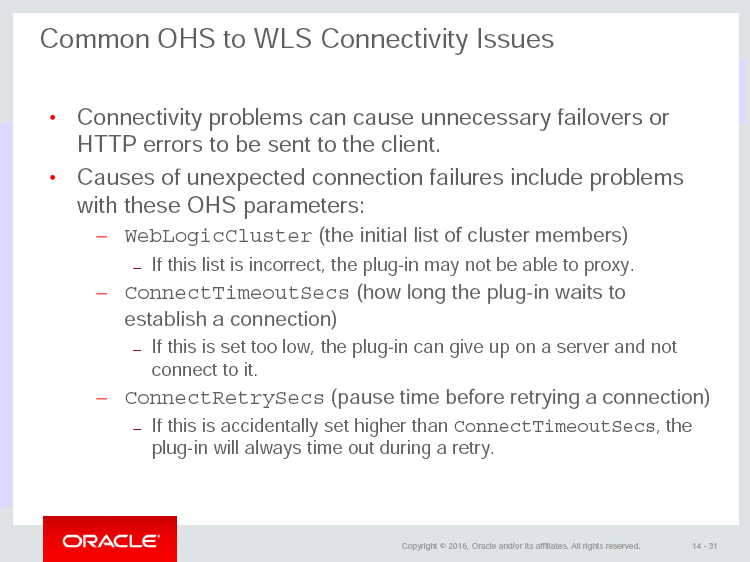 Common OHS to WLS Connectivity Issues
• Connectivity problems can cause unnecessary failovers or
HTTP errors to be sent to the client.
• Causes of unexpected connection failures include problems
with these OHS parameters:
– WebLogicCluster (the initial list of cluster members)
– If this list is incorrect, the plug-in may not be able to proxy.
– ConnectTimeoutSecs (how long the plug-in waits to
establish a connection)
– If this is set too low, the plug-in can give up on a server and not
connect to it.
– ConnectRetrySecs (pause time before retrying a connection)
– If this is accidentally set higher than ConnectTimeoutSecs, the
plug-in will always time out during a retry.
ORACLE®
Copyright © 2016, Oracle and/or its affiliates. All rights reserved.
14 - 31